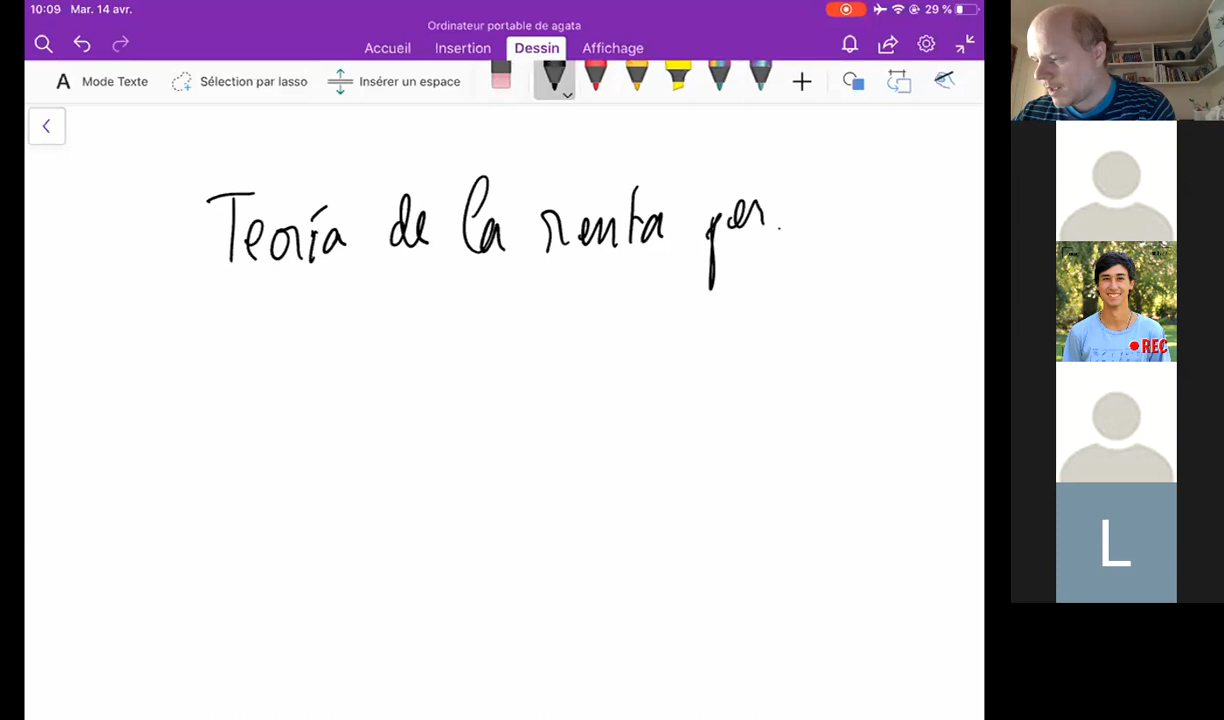 10:09 Mar. 14 avr.
29 %
Ordinateur portable de agata
Accueil Insertion Dessin Affichage
A Mode Texte Sélection par lasso Insérer un espace
Teoría de la renta per.
REC
L